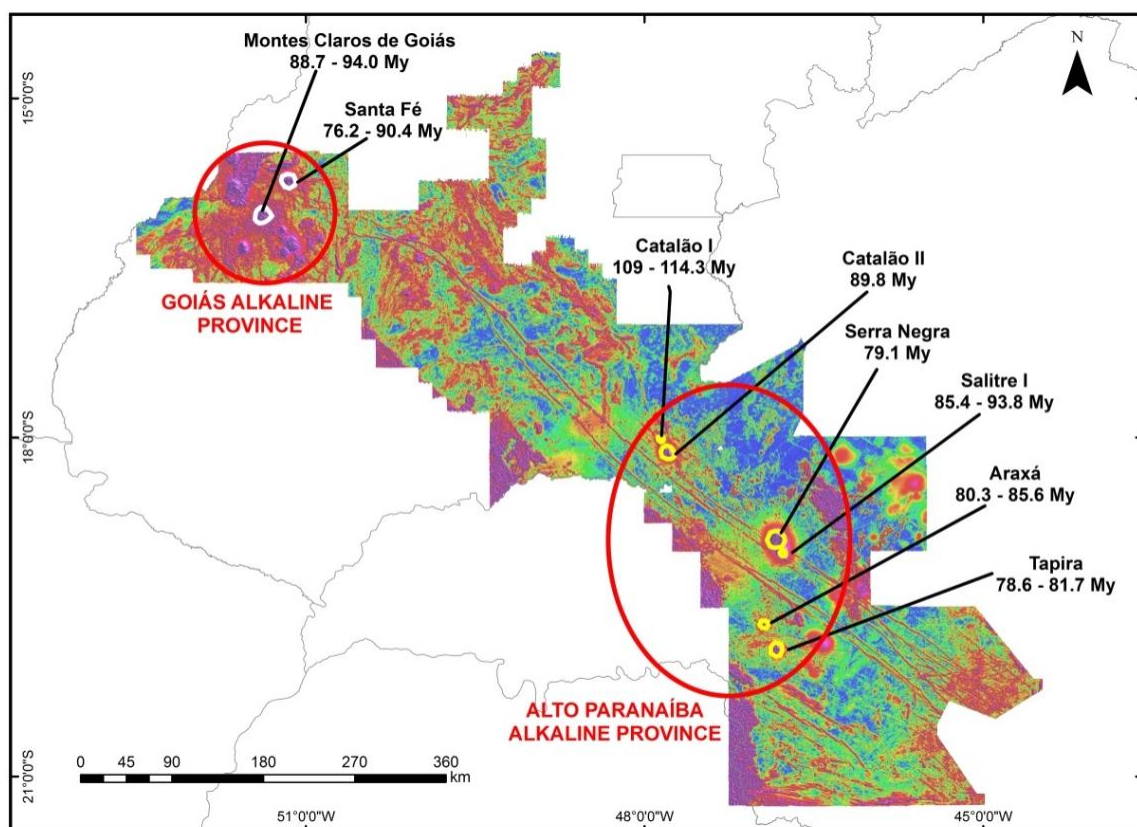 Montes Claros de Goiás
88.7 - 94.0 My
N
15°0'0"S
Santa Fé
76.2 - 90.4 My
Catalão I
109 - 114.3 My
Catalão II
89.8 My
GOIÁS ALKALINE
PROVINCE
Serra Negra
79.1 My
Salitre I
85.4 - 93.8 My
18°0'0"S
Araxá
80.3 - 85.6 My
Tapira
78.6 - 81.7 My
ALTO PARANAÍBA
ALKALINE PROVINCE
0 45 90 180 270 360
km
21°0'0"S
51°0'0"W 48°0'0"W 45°0'0"W